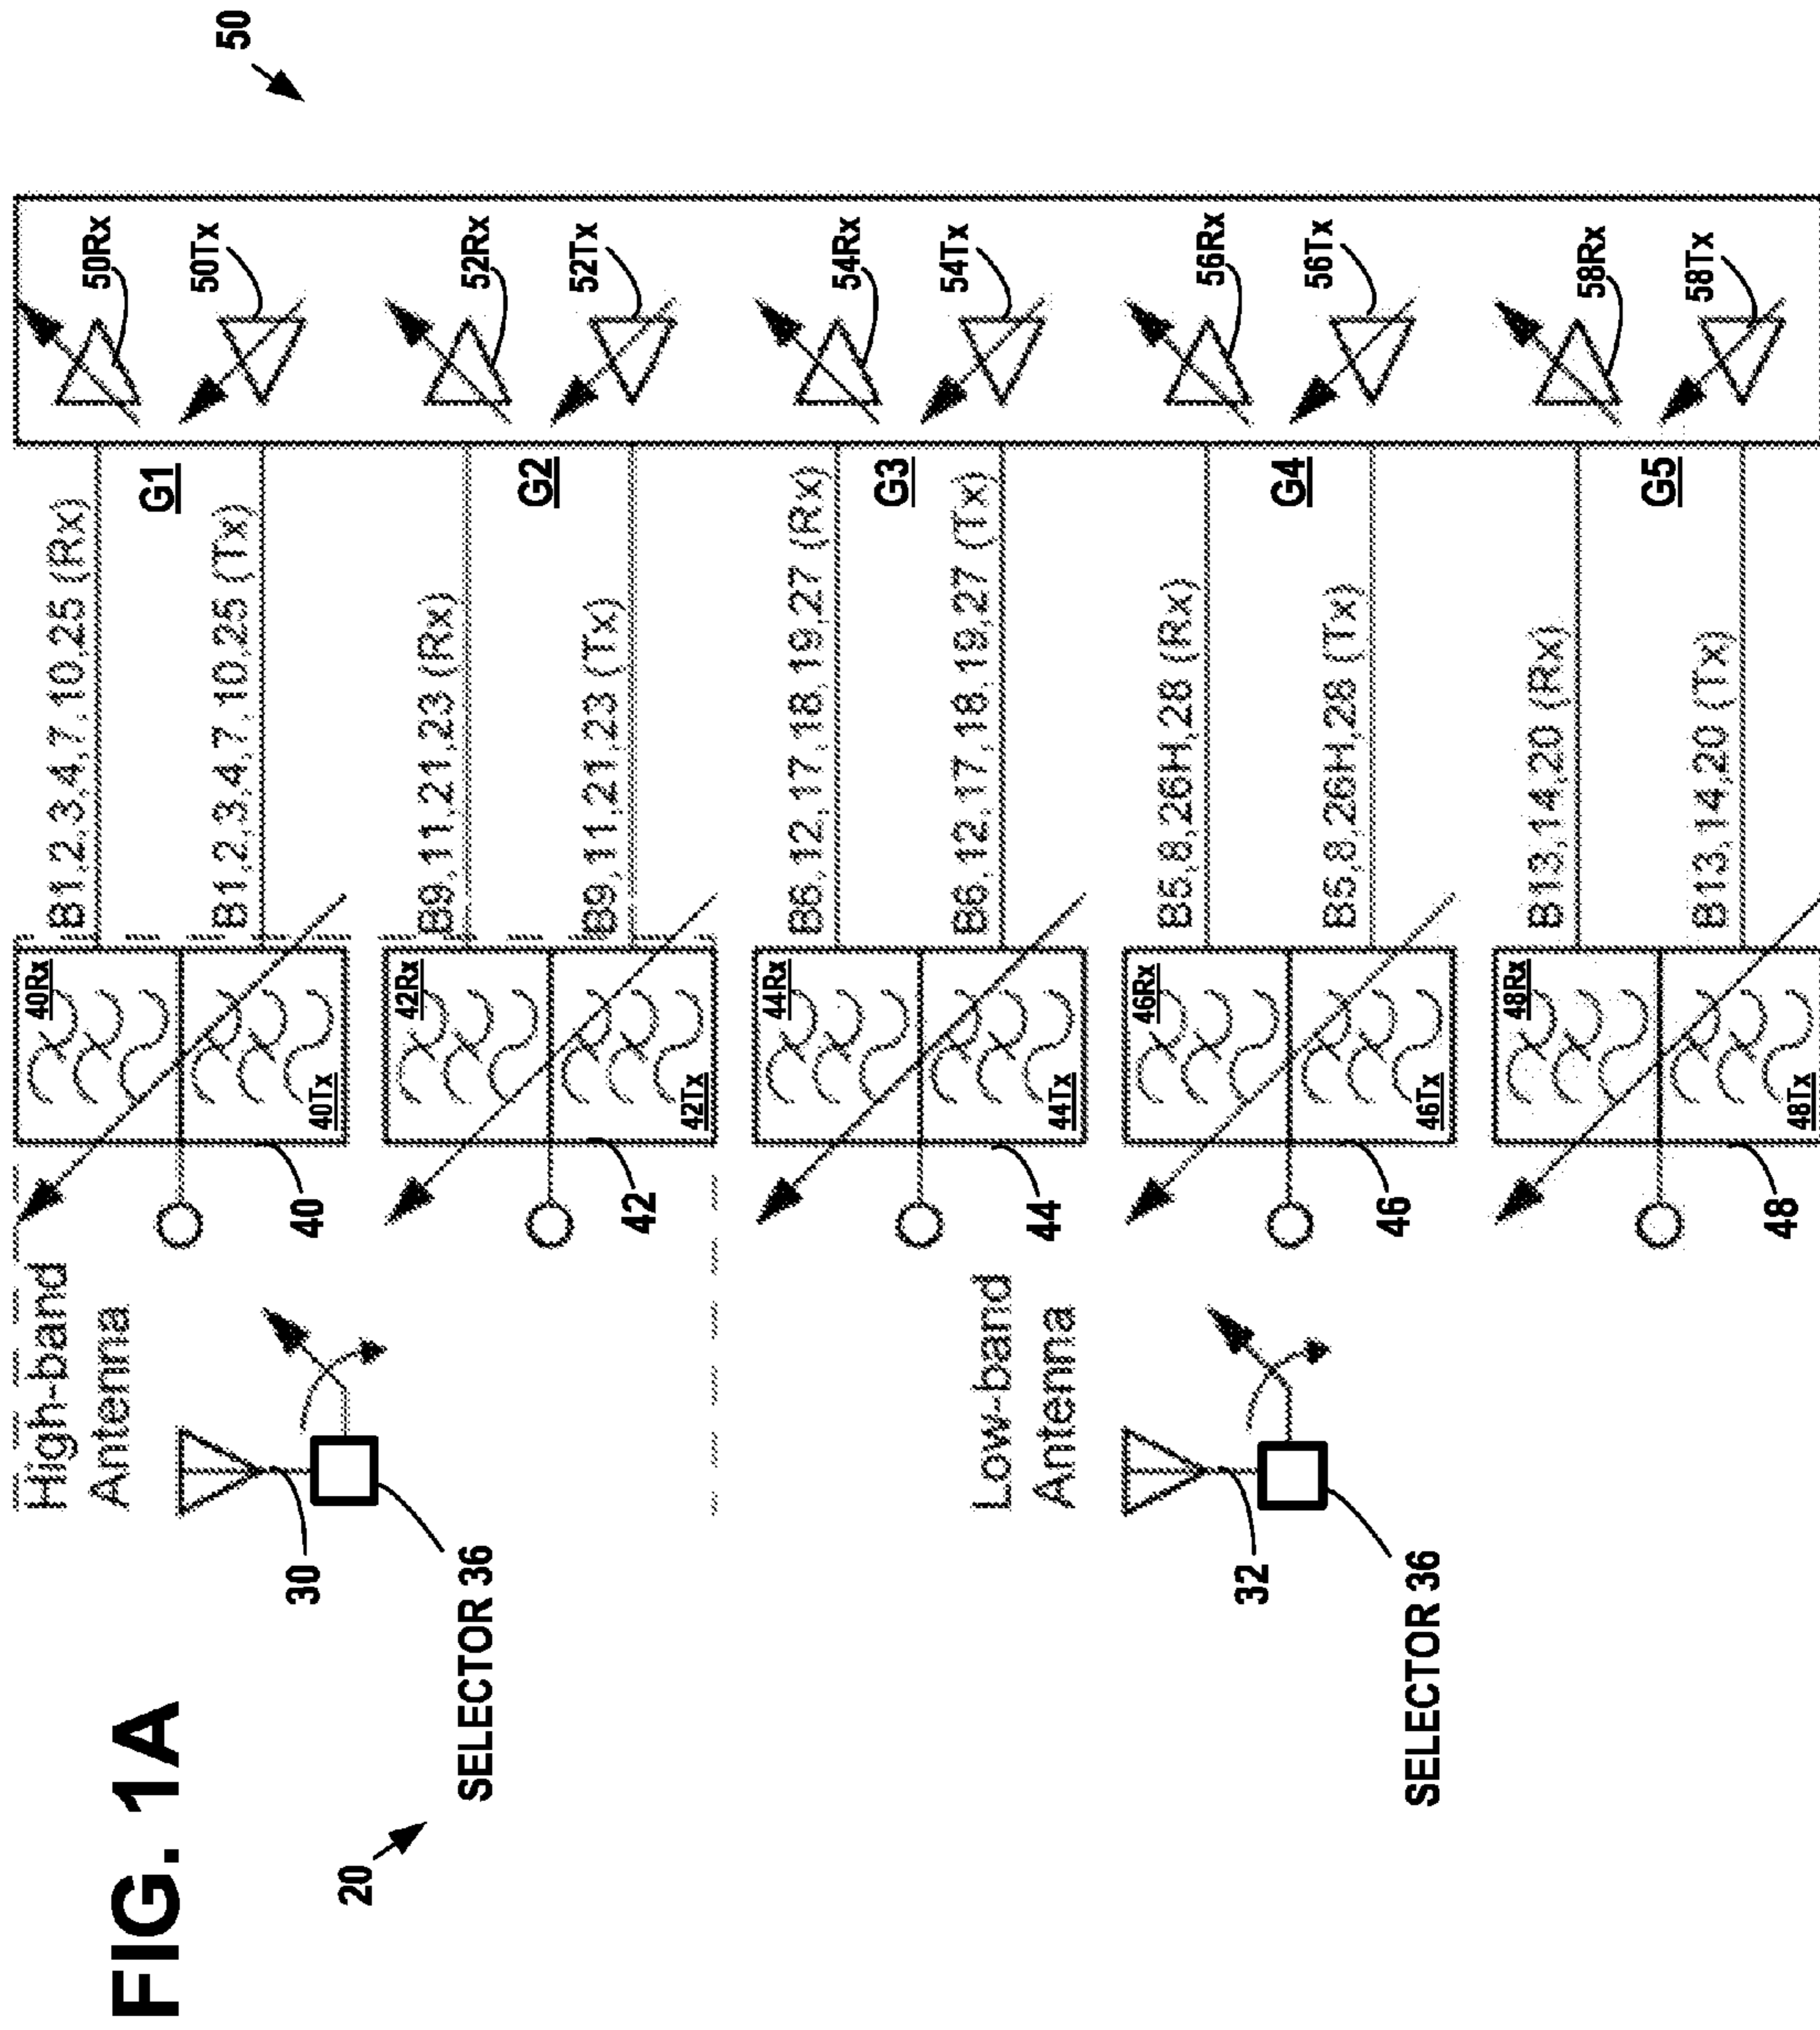 FIG. 1A
20
50
High-band
Antenna
30
SELECTOR 36
40
40Rx
40Tx
B1,2,3,4,7,10,25 (Rx)
B1,2,3,4,7,10,25 (Tx)
G1
50Rx
50Tx
42
42Rx
42Tx
B9,11,21,23 (Rx)
B9,11,21,23 (Tx)
G2
52Rx
52Tx
Low-band
Antenna
32
SELECTOR 36
44
44Rx
44Tx
B6,12,17,18,19,27 (Rx)
B6,12,17,18,19,27 (Tx)
G3
54Rx
54Tx
46
46Rx
46Tx
B5,8,26H,28 (Rx)
B5,8,26H,28 (Tx)
G4
56Rx
56Tx
48
48Rx
48Tx
B13,14,20 (Rx)
B13,14,20 (Tx)
G5
58Rx
58Tx